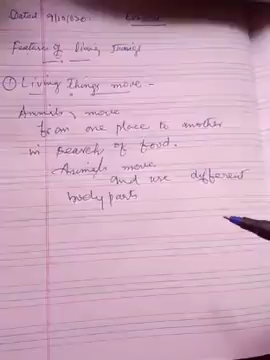 Dated 9/10/020
Features of Living Things
① Living Things move -
Animals, move
from one place to another
in search of food.
Animals move
and use different
body parts